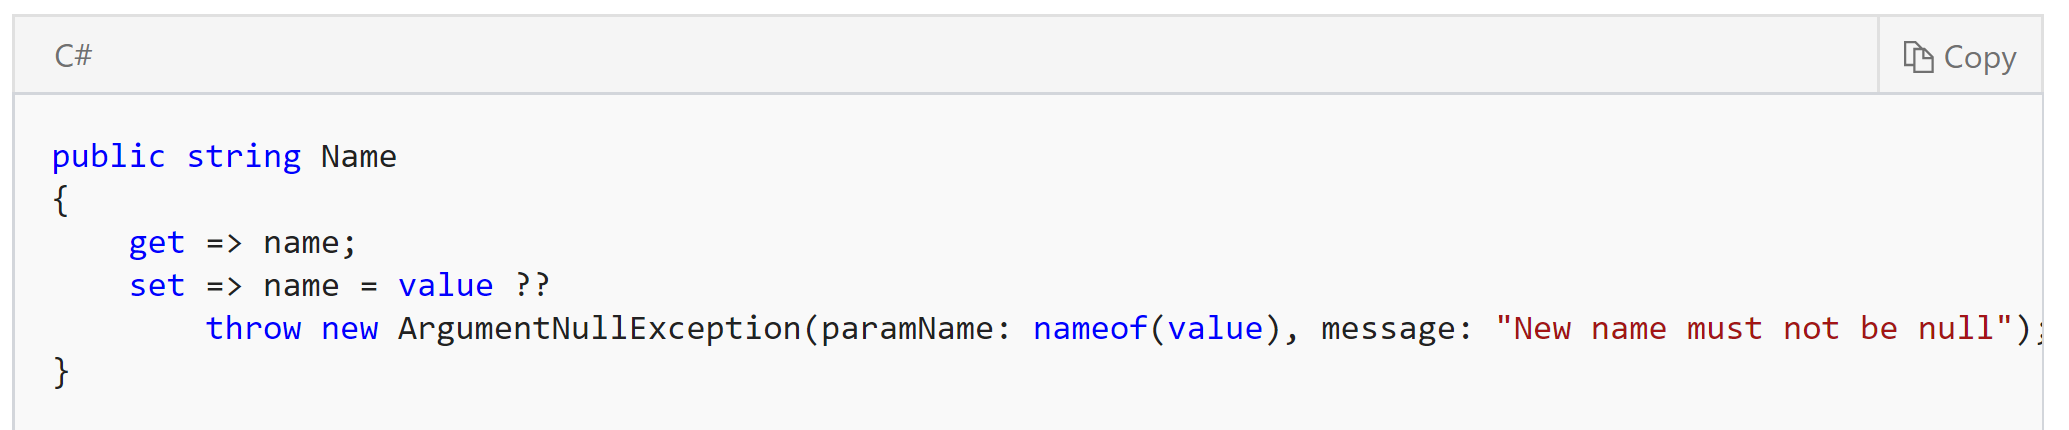 C#
Copy
public string Name
{
    get => name;
    set => name = value ??
        throw new ArgumentNullException(paramName: nameof(value), message: "New name must not be null");
}